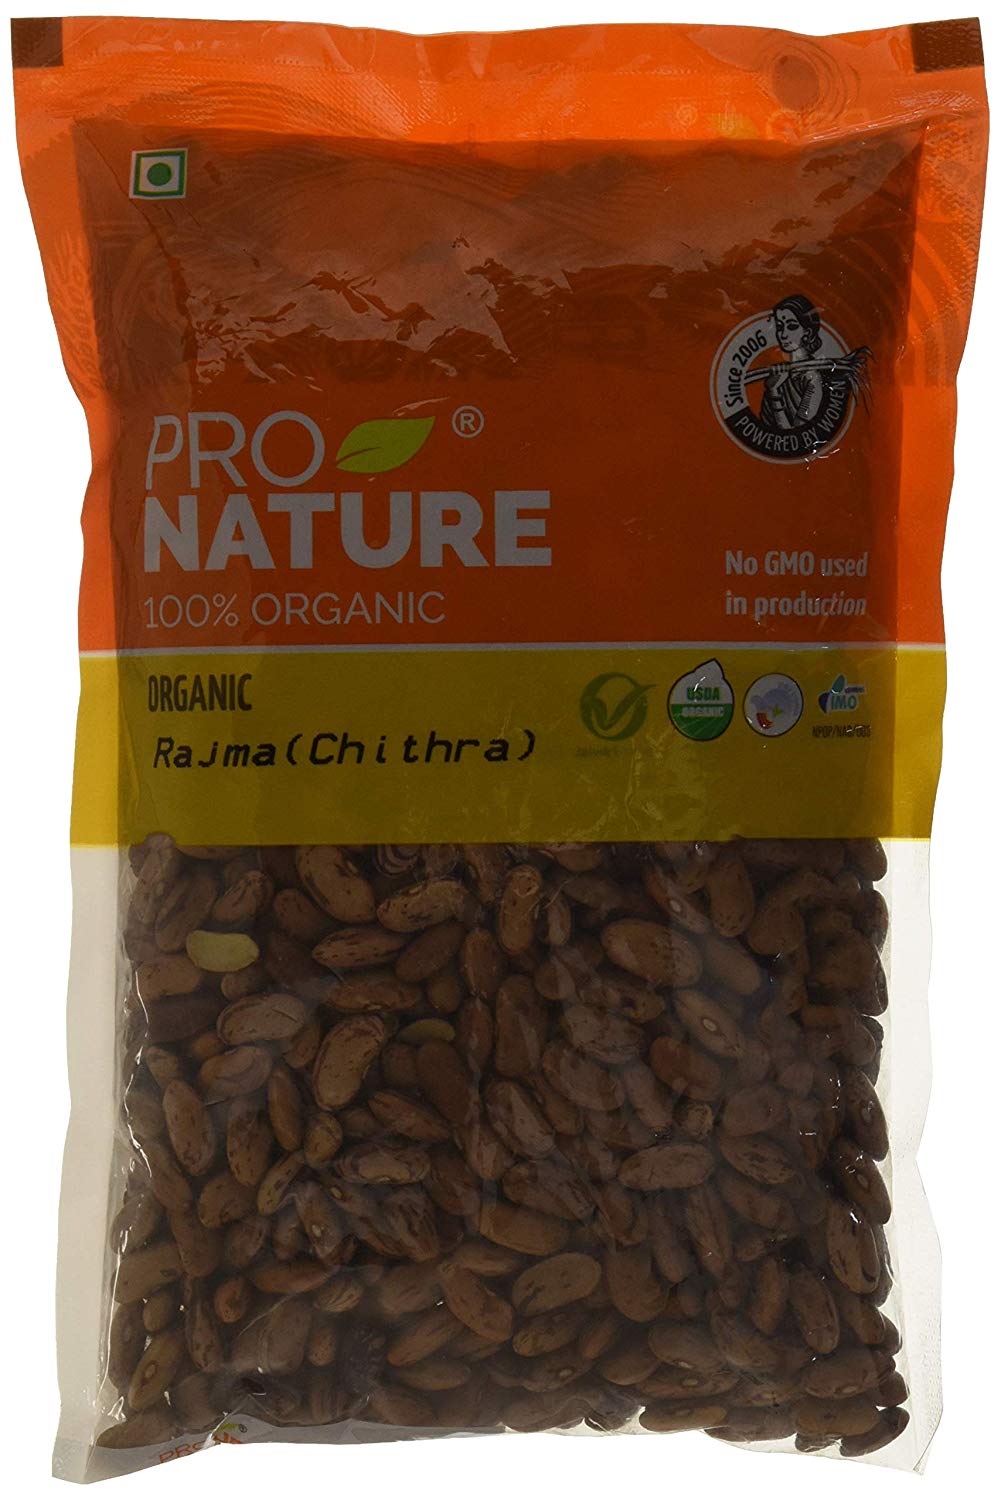 Since 2006
POWERED BY WOMEN
PRO ®
NATURE
100% ORGANIC
No GMO used
in production
ORGANIC
Rajma(Chithra)
USDA
ORGANIC
IMO
PRO